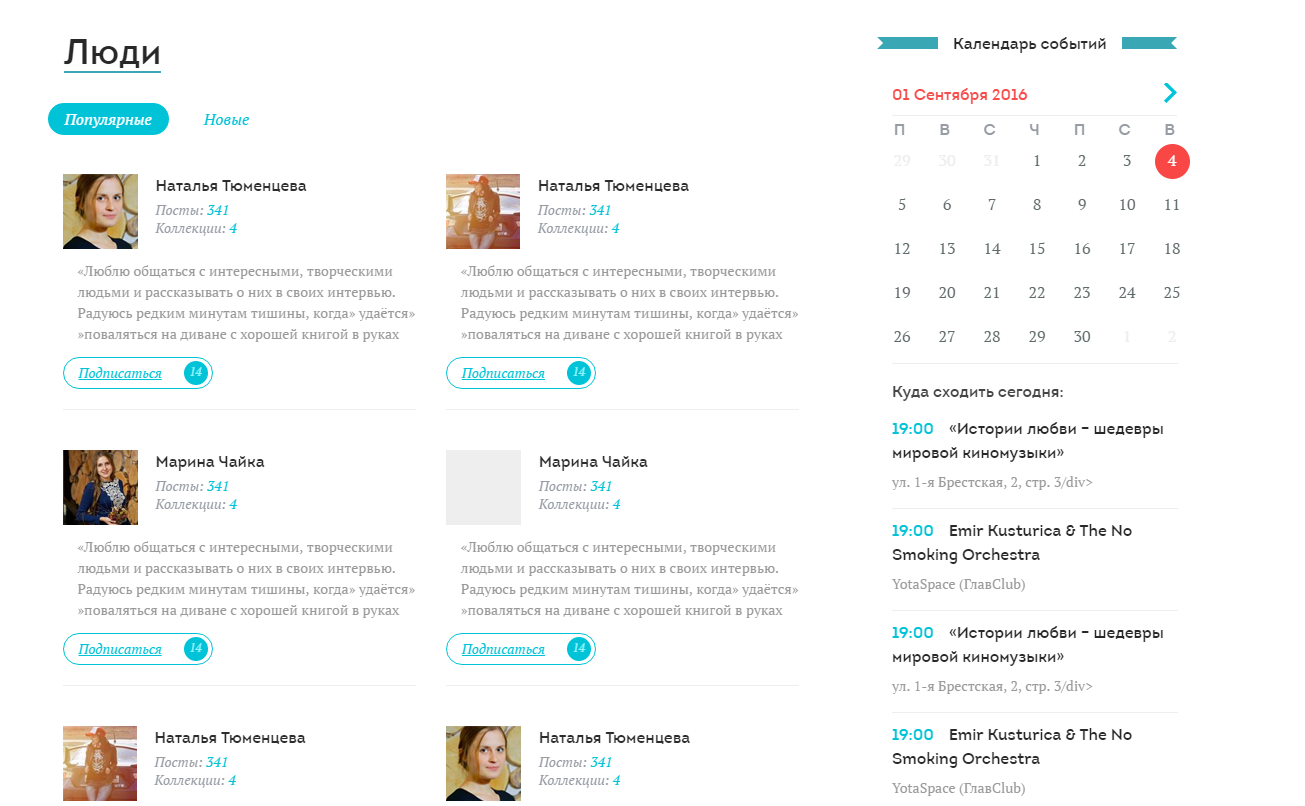 Люди
Популярные
Новые
Наталья Тюменцева
Посты: 341
Коллекции: 4
«Люблю общаться с интересными, творческими
людьми и рассказывать о них в своих интервью.
Радуюсь редким минутам тишины, когда» удаётся»
»поваляться на диване с хорошей книгой в руках
Подписаться 14
Наталья Тюменцева
Посты: 341
Коллекции: 4
«Люблю общаться с интересными, творческими
людьми и рассказывать о них в своих интервью.
Радуюсь редким минутам тишины, когда» удаётся»
»поваляться на диване с хорошей книгой в руках
Подписаться 14
Марина Чайка
Посты: 341
Коллекции: 4
«Люблю общаться с интересными, творческими
людьми и рассказывать о них в своих интервью.
Радуюсь редким минутам тишины, когда» удаётся»
»поваляться на диване с хорошей книгой в руках
Подписаться 14
Марина Чайка
Посты: 341
Коллекции: 4
«Люблю общаться с интересными, творческими
людьми и рассказывать о них в своих интервью.
Радуюсь редким минутам тишины, когда» удаётся»
»поваляться на диване с хорошей книгой в руках
Подписаться 14
Наталья Тюменцева
Посты: 341
Коллекции: 4
Наталья Тюменцева
Посты: 341
Коллекции: 4
Календарь событий
01 Сентября 2016
П В С Ч П С В
29 30 31 1 2 3 4
5 6 7 8 9 10 11
12 13 14 15 16 17 18
19 20 21 22 23 24 25
26 27 28 29 30 1 2
Куда сходить сегодня:
19:00 «Истории любви – шедевры
мировой киномузыки»
ул. 1-я Брестская, 2, стр. 3/div>
19:00 Emir Kusturica & The No
Smoking Orchestra
YotaSpace (ГлавClub)
19:00 «Истории любви – шедевры
мировой киномузыки»
ул. 1-я Брестская, 2, стр. 3/div>
19:00 Emir Kusturica & The No
Smoking Orchestra
YotaSpace (ГлавClub)